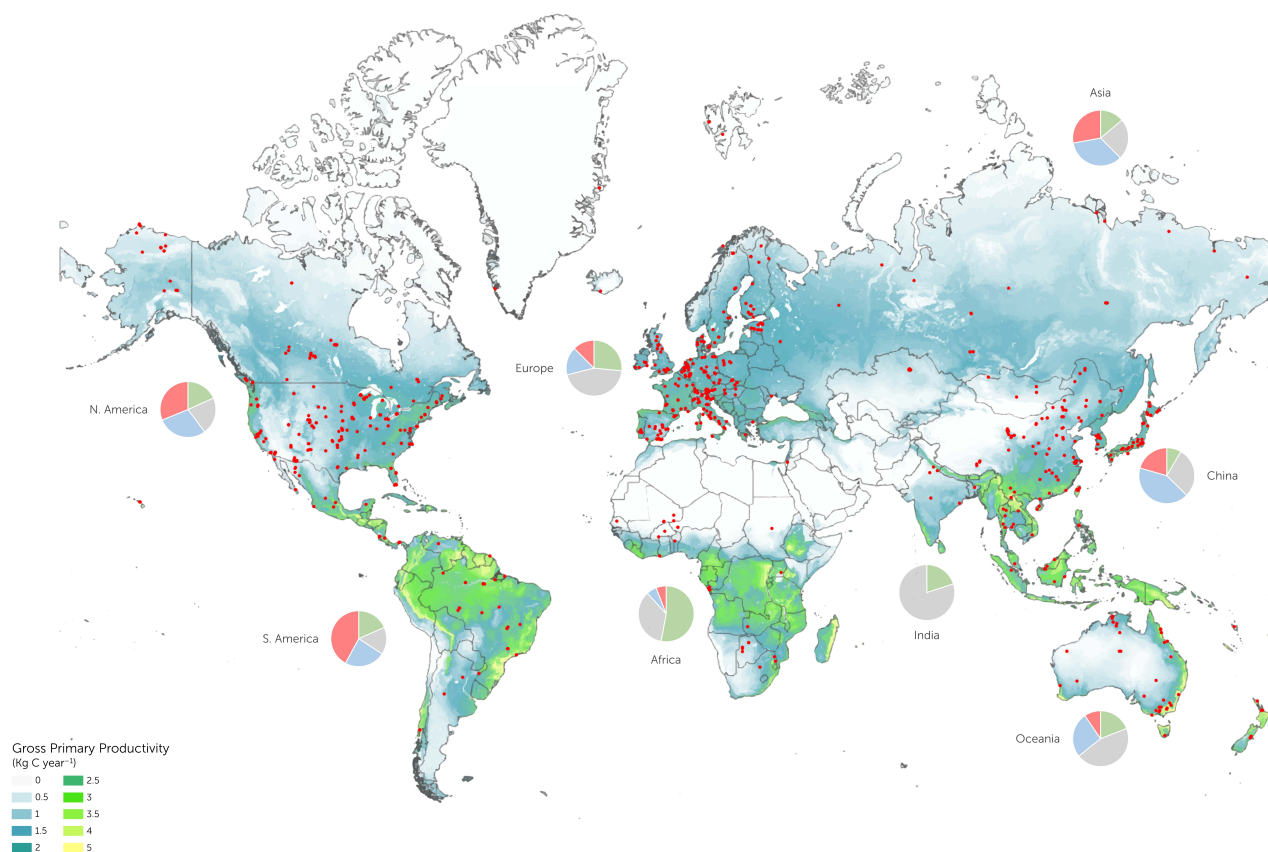 Asia
Europe
N. America
China
India
S. America
Africa
Oceania
Gross Primary Productivity
(Kg C year⁻¹)
0 2.5
0.5 3
1 3.5
1.5 4
2 5